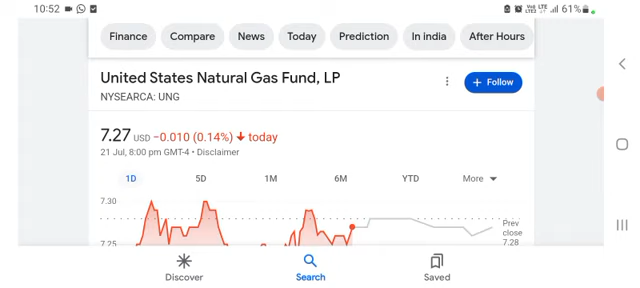 10:52 61%
Finance Compare News Today Prediction In india After Hours
United States Natural Gas Fund, LP
NYSEARCA: UNG
+ Follow
7.27 USD −0.010 (0.14%) ↓ today
21 Jul, 8:00 pm GMT-4 • Disclaimer
1D 5D 1M 6M YTD More
7.30
7.25
Prev
close
7.28
Discover Search Saved